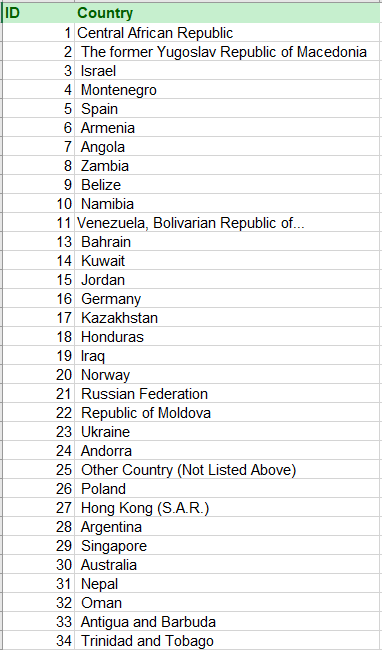 ID Country
1 Central African Republic
2 The former Yugoslav Republic of Macedonia
3 Israel
4 Montenegro
5 Spain
6 Armenia
7 Angola
8 Zambia
9 Belize
10 Namibia
11 Venezuela, Bolivarian Republic of...
13 Bahrain
14 Kuwait
15 Jordan
16 Germany
17 Kazakhstan
18 Honduras
19 Iraq
20 Norway
21 Russian Federation
22 Republic of Moldova
23 Ukraine
24 Andorra
25 Other Country (Not Listed Above)
26 Poland
27 Hong Kong (S.A.R.)
28 Argentina
29 Singapore
30 Australia
31 Nepal
32 Oman
33 Antigua and Barbuda
34 Trinidad and Tobago